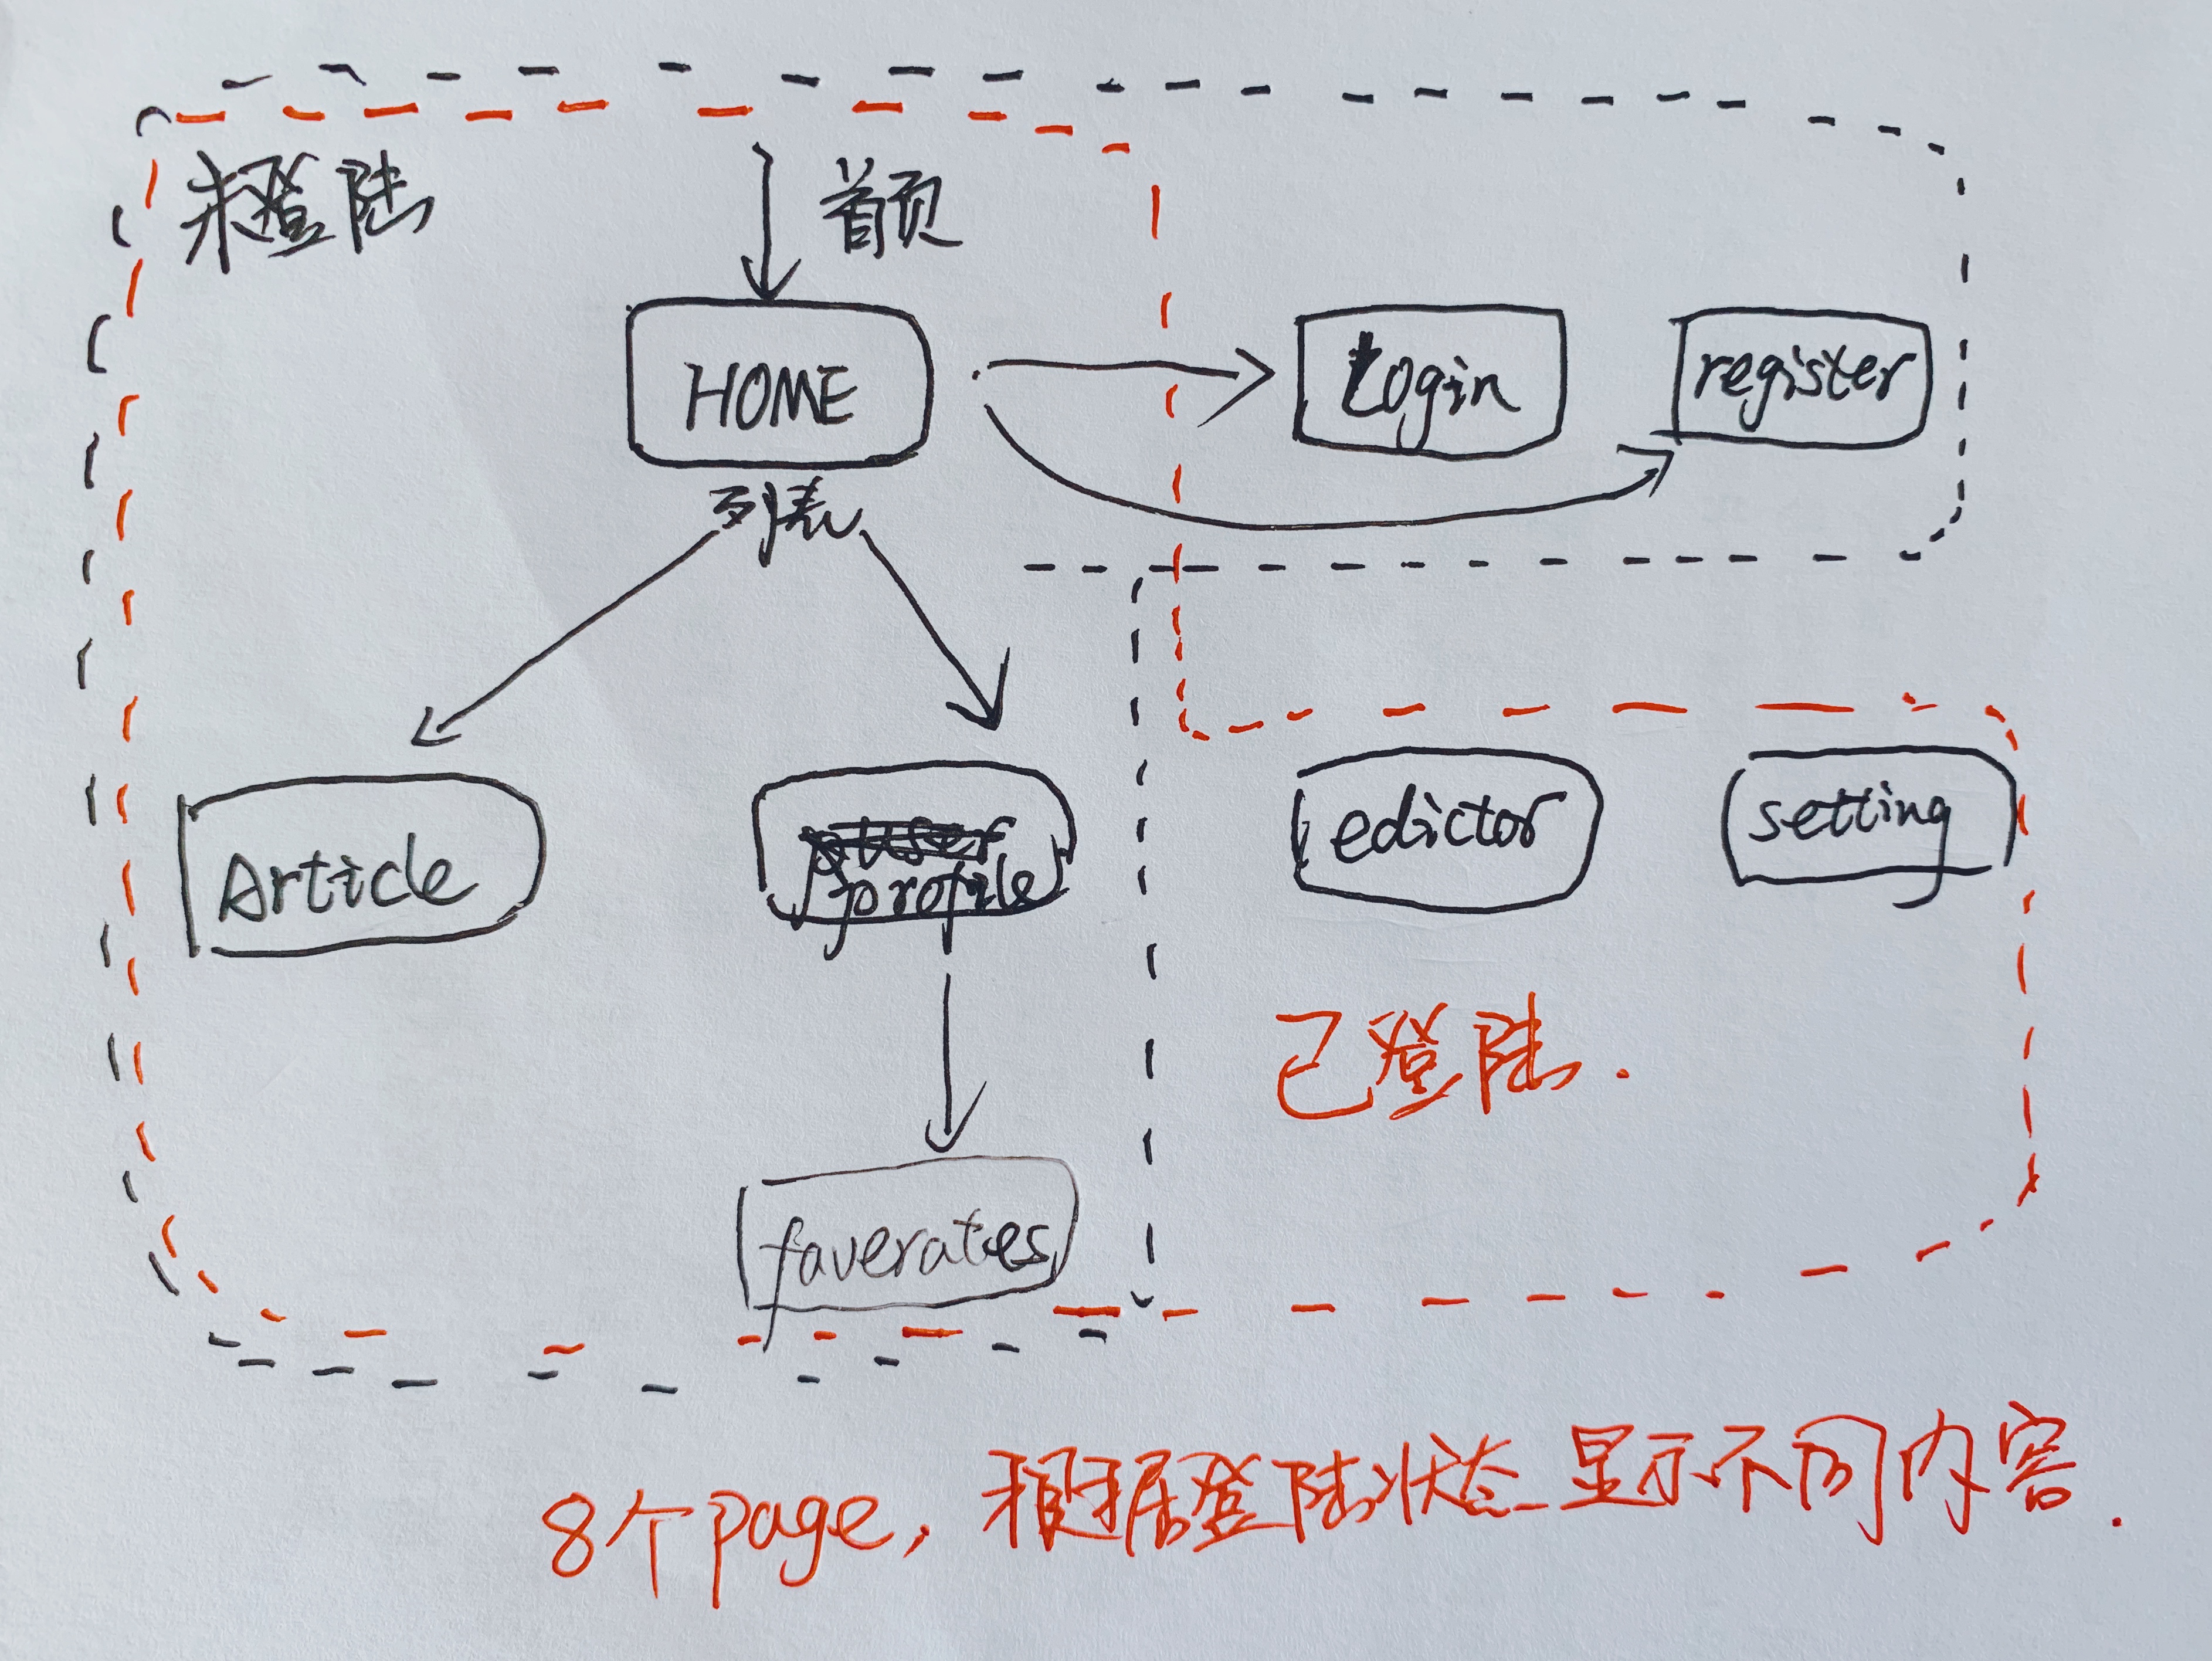 未登陆
首页
HOME
Login
register
列表
Article
profile
edictor
setting
已登陆.
faverates
8个page, 根据登陆状态显示不同内容.